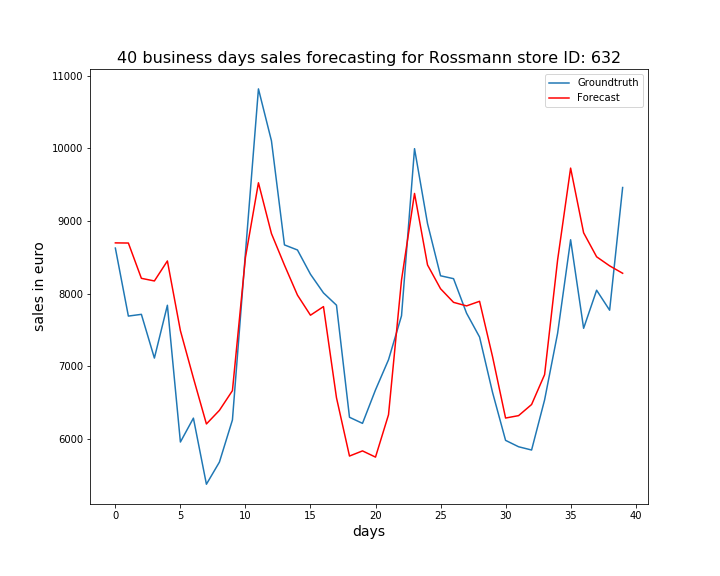 40 business days sales forecasting for Rossmann store ID: 632
Groundtruth
Forecast
11000
10000
9000
8000
7000
6000
sales in euro
0 5 10 15 20 25 30 35 40
days